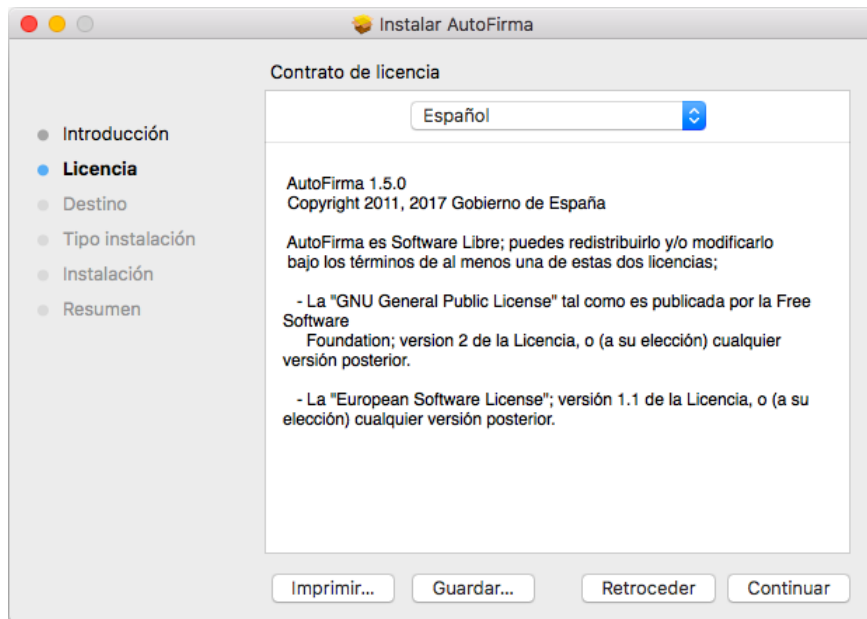 Instalar AutoFirma
Contrato de licencia
Introducción
Licencia
Destino
Tipo instalación
Instalación
Resumen
Español
AutoFirma 1.5.0
Copyright 2011, 2017 Gobierno de España
AutoFirma es Software Libre; puedes redistribuirlo y/o modificarlo
bajo los términos de al menos una de estas dos licencias;
- La "GNU General Public License" tal como es publicada por la Free
Software
Foundation; version 2 de la Licencia, o (a su elección) cualquier
versión posterior.
- La "European Software License"; versión 1.1 de la Licencia, o (a su
elección) cualquier versión posterior.
Imprimir...
Guardar...
Retroceder
Continuar